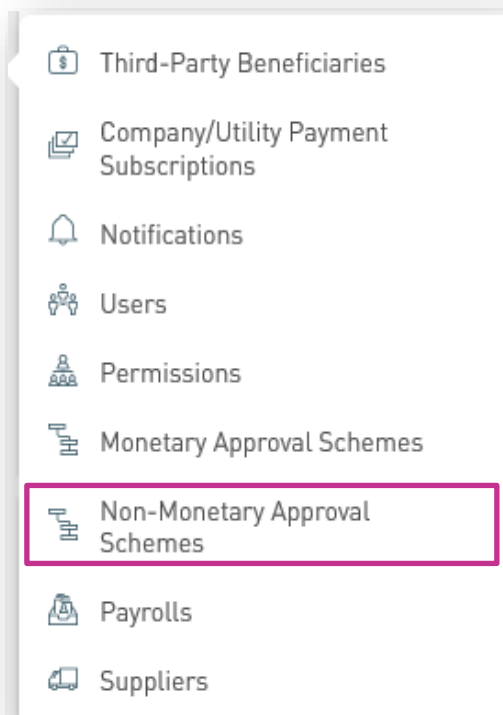 Third-Party Beneficiaries
Company/Utility Payment
Subscriptions
Notifications
Users
Permissions
Monetary Approval Schemes
Non-Monetary Approval
Schemes
Payrolls
Suppliers